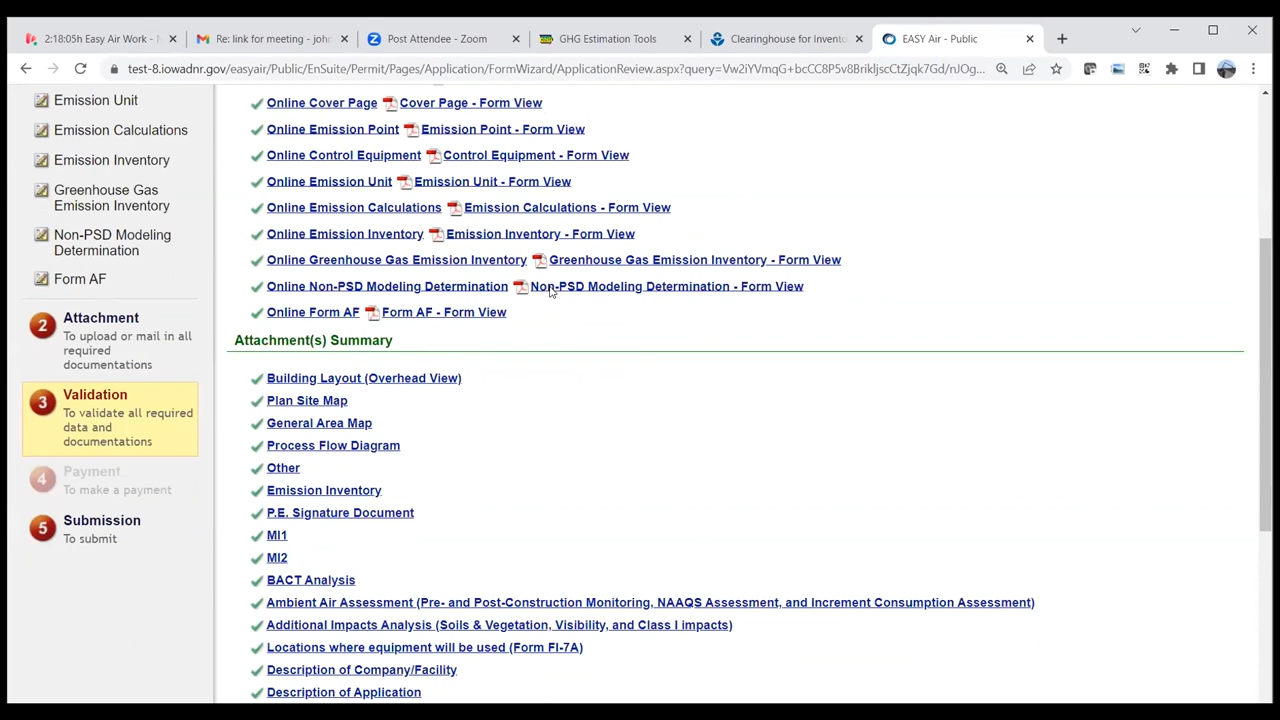 2:18:05h Easy Air Work -
Re: link for meeting - john
Post Attendee - Zoom
GHG Estimation Tools
Clearinghouse for Invento
EASY Air - Public
test-8.iowadnr.gov/easyair/Public/EnSuite/Permit/Pages/Application/FormWizard/ApplicationReview.aspx?query=
Emission Unit
Emission Calculations
Emission Inventory
Greenhouse Gas
Emission Inventory
Non-PSD Modeling
Determination
Form AF
2 Attachment
To upload or mail in all
required
documentations
3 Validation
To validate all required
data and
documentations
4 Payment
To make a payment
5 Submission
To submit
Online Cover Page Cover Page - Form View
Online Emission Point Emission Point - Form View
Online Control Equipment Control Equipment - Form View
Online Emission Unit Emission Unit - Form View
Online Emission Calculations Emission Calculations - Form View
Online Emission Inventory Emission Inventory - Form View
Online Greenhouse Gas Emission Inventory Greenhouse Gas Emission Inventory - Form View
Online Non-PSD Modeling Determination Non-PSD Modeling Determination - Form View
Online Form AF Form AF - Form View
Attachment(s) Summary
Building Layout (Overhead View)
Plan Site Map
General Area Map
Process Flow Diagram
Other
Emission Inventory
P.E. Signature Document
MI1
MI2
BACT Analysis
Ambient Air Assessment (Pre- and Post-Construction Monitoring, NAAQS Assessment, and Increment Consumption Assessment)
Additional Impacts Analysis (Soils & Vegetation, Visibility, and Class I impacts)
Locations where equipment will be used (Form FI-7A)
Description of Company/Facility
Description of Application